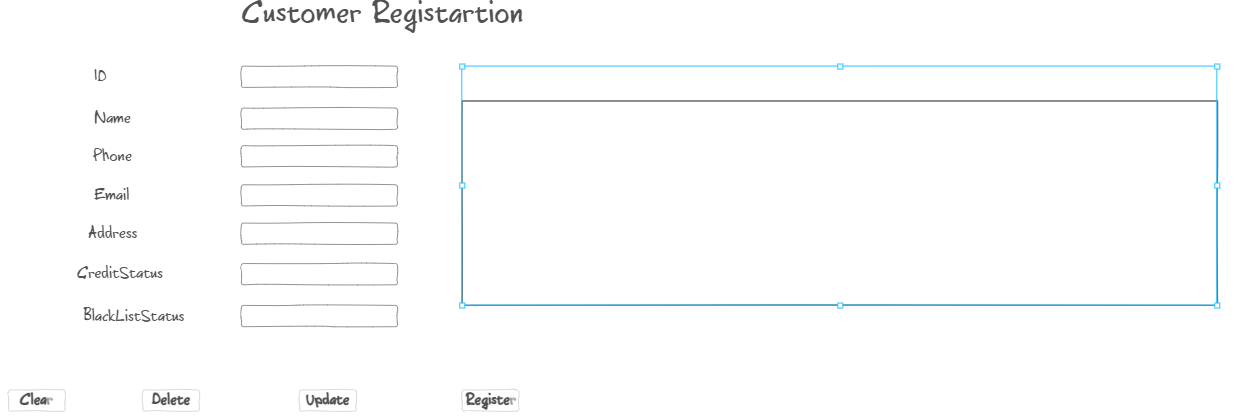 Customer Registartion
ID
Name
Phone
Email
Address
CreditStatus
BlackListStatus
Clear Delete Update Register